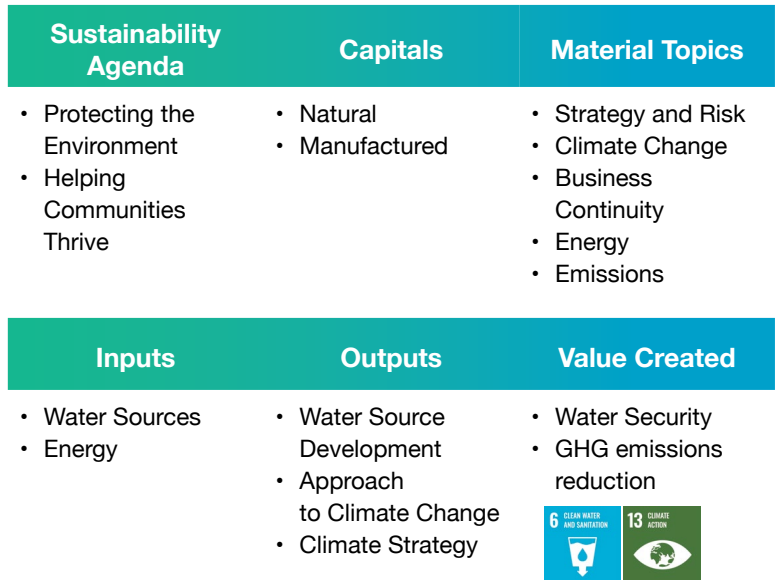 Sustainability
Agenda
Capitals
Material Topics
• Protecting the
Environment
• Helping
Communities
Thrive
• Natural
• Manufactured
• Strategy and Risk
• Climate Change
• Business
Continuity
• Energy
• Emissions
Inputs
Outputs
Value Created
• Water Sources
• Energy
• Water Source
Development
• Approach
to Climate Change
• Climate Strategy
• Water Security
• GHG emissions
reduction
6 CLEAN WATER
AND SANITATION
13 CLIMATE
ACTION